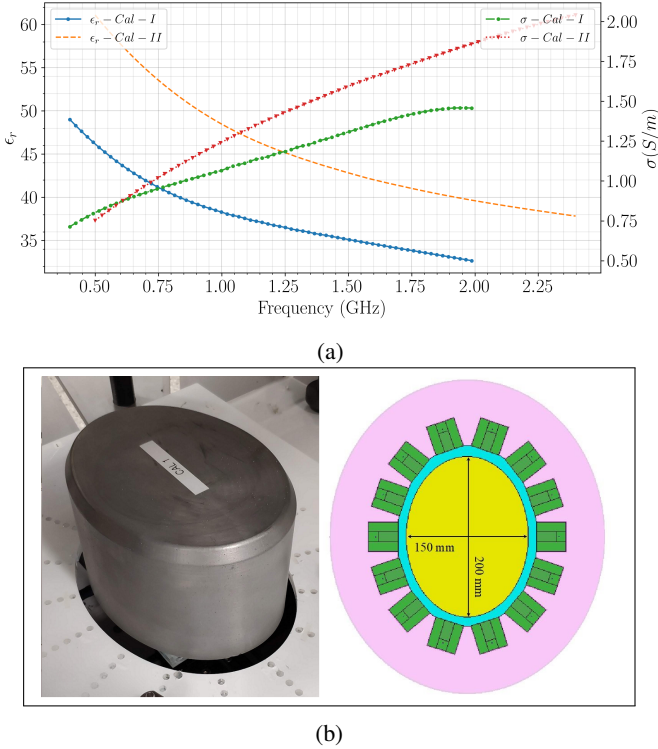 60
55
50
45
40
35
ϵr
ϵr − Cal − I
ϵr − Cal − II
σ − Cal − I
σ − Cal − II
2.00
1.75
1.50
1.25
1.00
0.75
0.50
σ(S/m)
0.50 0.75 1.00 1.25 1.50 1.75 2.00 2.25
Frequency (GHz)
(a)
CAL 1
150 mm
200 mm
(b)